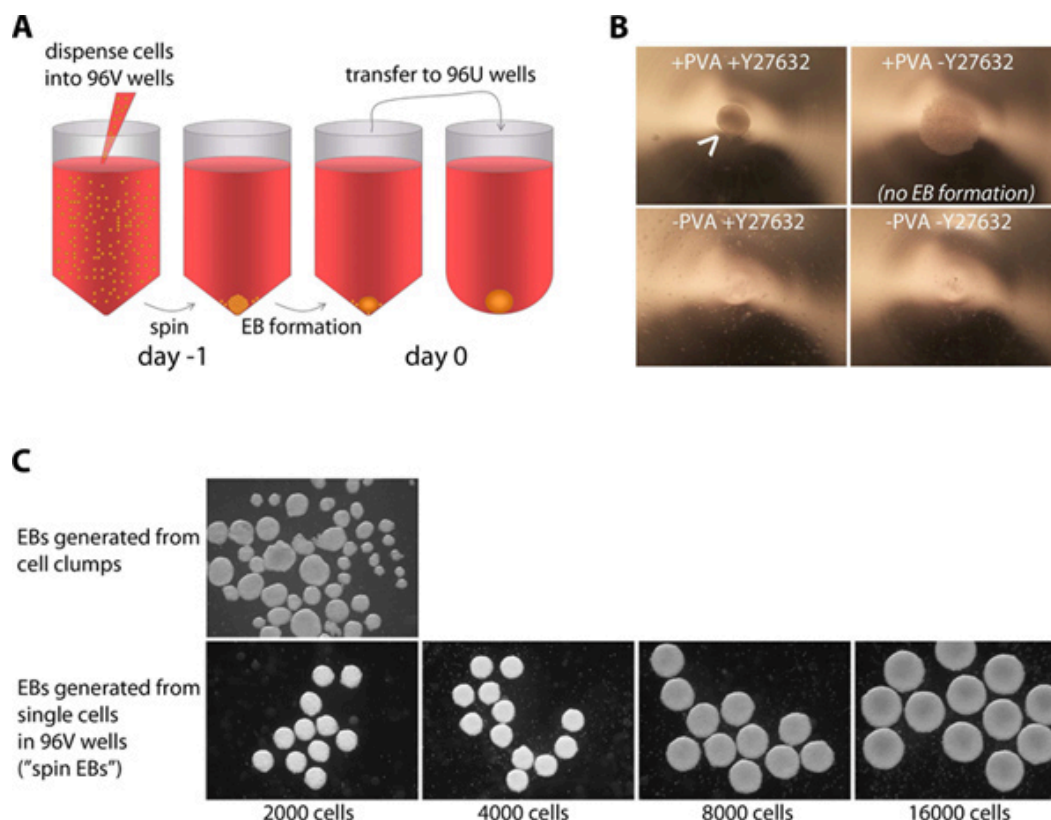 A
dispense cells
into 96V wells
transfer to 96U wells
spin
EB formation
day -1
day 0
B
+PVA +Y27632
+PVA -Y27632
(no EB formation)
-PVA +Y27632
-PVA -Y27632
C
EBs generated from
cell clumps
EBs generated from
single cells
in 96V wells
("spin EBs")
2000 cells
4000 cells
8000 cells
16000 cells